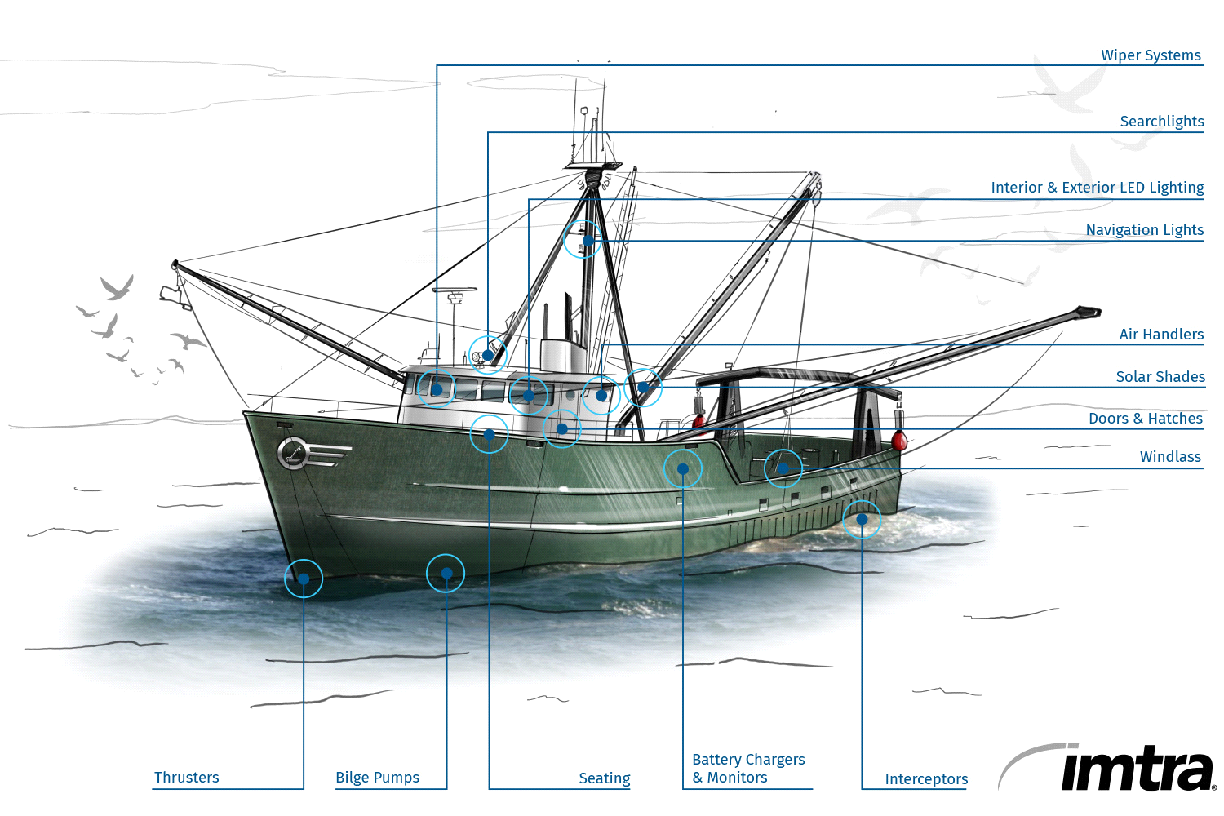 Wiper Systems
Searchlights
Interior & Exterior LED Lighting
Navigation Lights
Air Handlers
Solar Shades
Doors & Hatches
Windlass
Thrusters
Bilge Pumps
Seating
Battery Chargers
& Monitors
Interceptors
imtra®